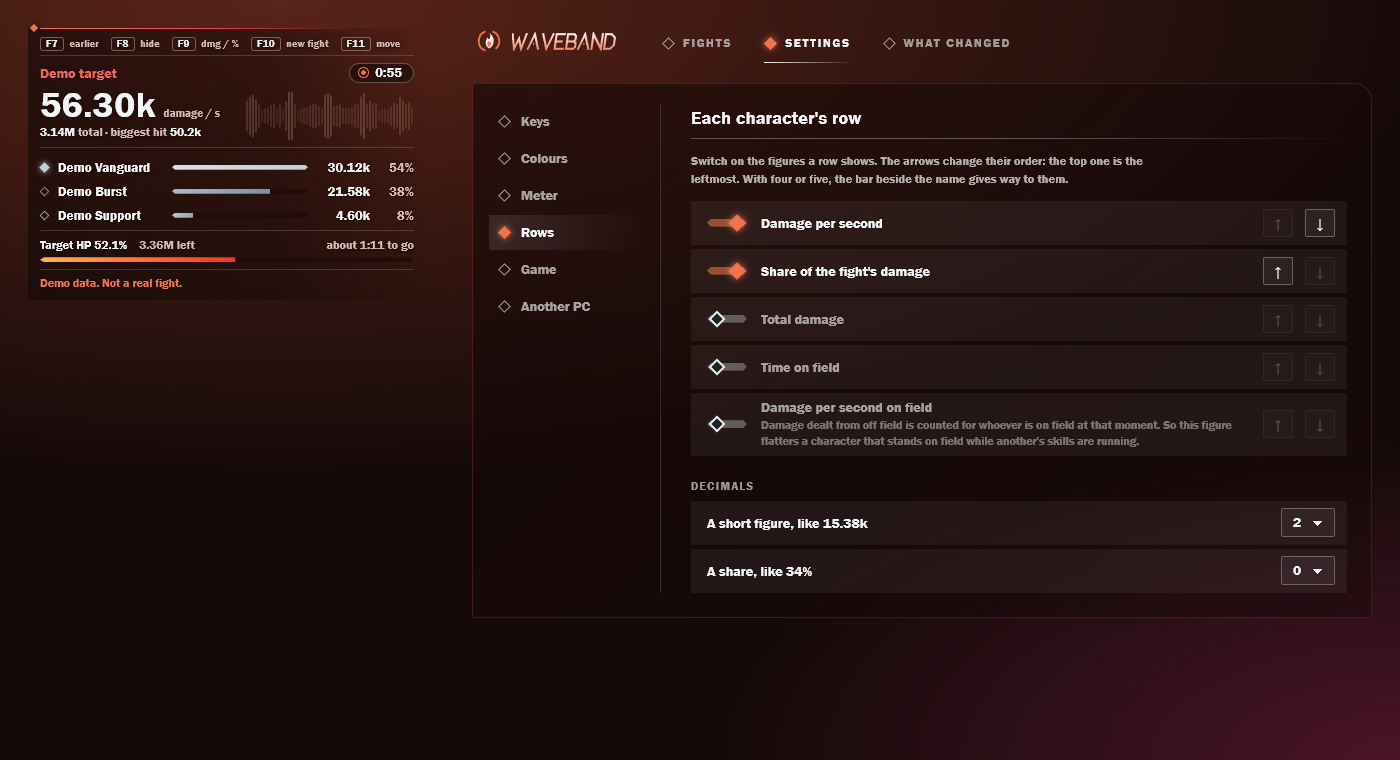 F7 earlier F8 hide F9 dmg / % F10 new fight F11 move
Demo target 0:55
56.30k damage / s
3.14M total · biggest hit 50.2k
Demo Vanguard 30.12k 54%
Demo Burst 21.58k 38%
Demo Support 4.60k 8%
Target HP 52.1% 3.36M left about 1:11 to go
Demo data. Not a real fight.
WAVEBAND FIGHTS SETTINGS WHAT CHANGED
Keys
Colours
Meter
Rows
Game
Another PC
Each character's row
Switch on the figures a row shows. The arrows change their order: the top one is the
leftmost. With four or five, the bar beside the name gives way to them.
Damage per second ↑ ↓
Share of the fight's damage ↑ ↓
Total damage ↑ ↓
Time on field ↑ ↓
Damage per second on field
Damage dealt from off field is counted for whoever is on field at that moment. So this figure
flatters a character that stands on field while another's skills are running.
↑ ↓
DECIMALS
A short figure, like 15.38k 2
A share, like 34% 0